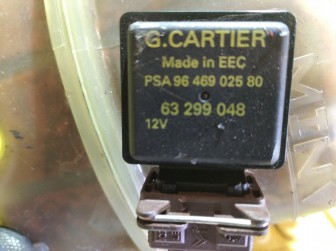 G.CARTIER
Made in EEC
PSA 96 469 025 80
63 299 048
12V